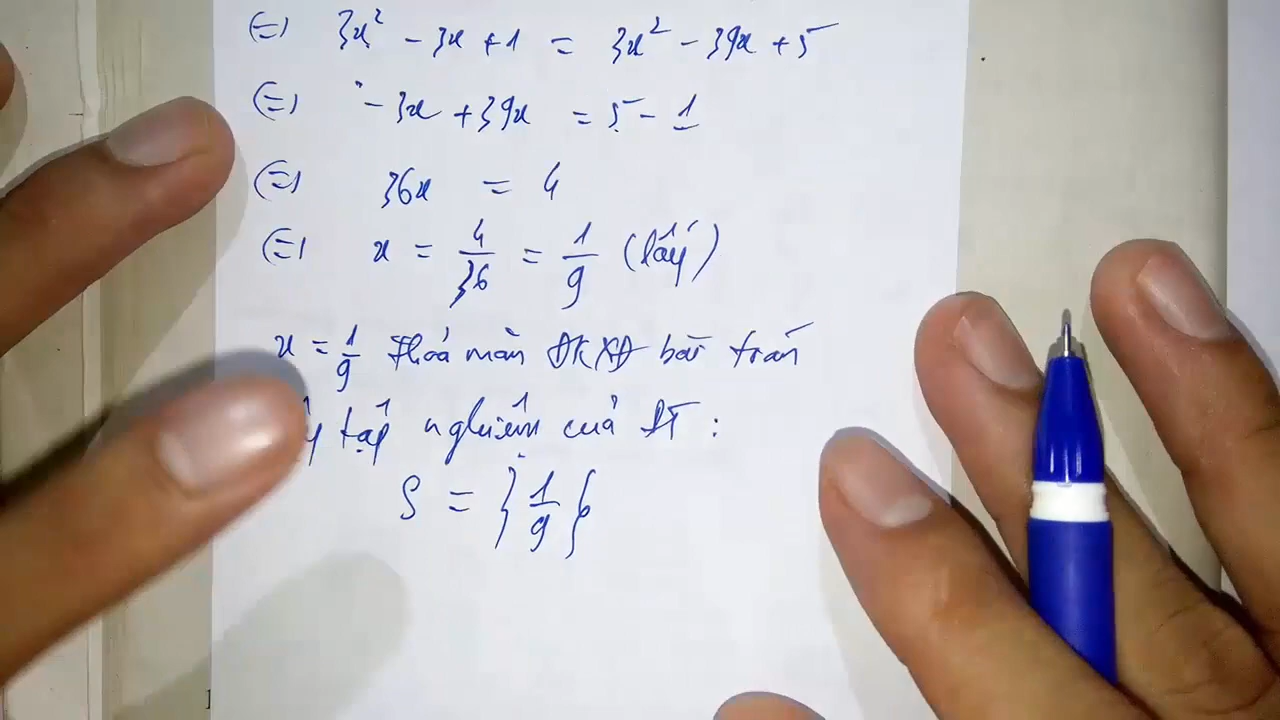 (=) 3x² - 3x + 1 = 3x² - 39x + 5
(=) - 3x + 39x = 5 - 1
(=) 36x = 4
(=) x = 4/36 = 1/9 (lấy)
x = 1/9 thoả mãn ĐKXĐ bài toán
tập nghiệm của PT :
S = {1/9}